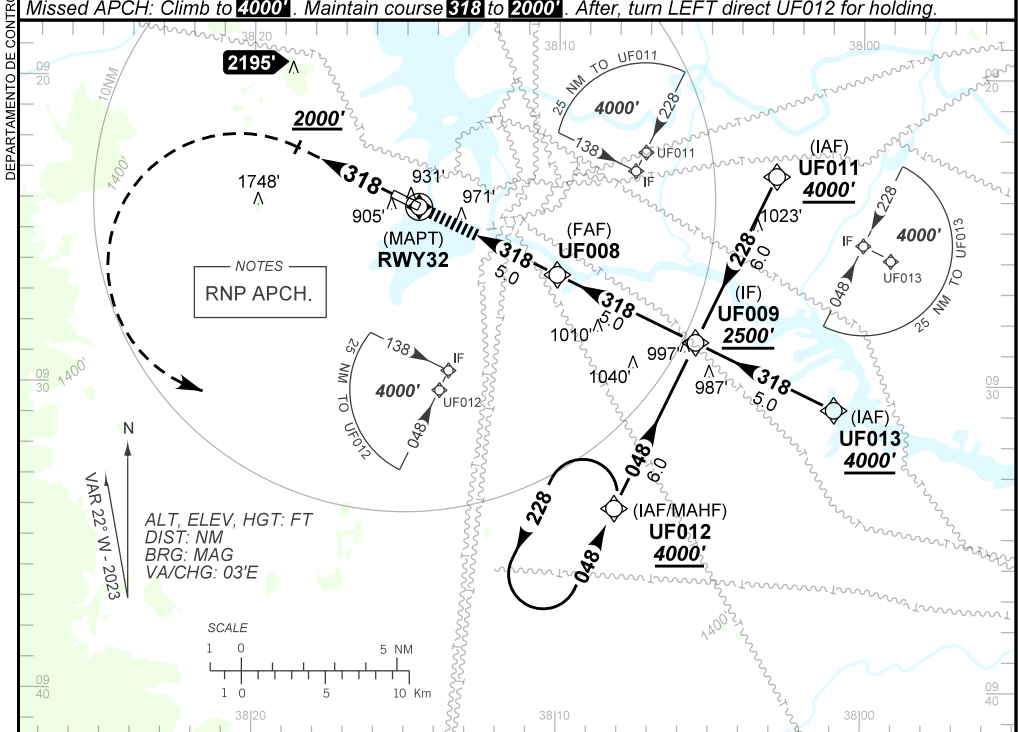 Missed APCH: Climb to 4000'. Maintain course 318 to 2000'. After, turn LEFT direct UF012 for holding.
DEPARTAMENTO DE CONTRO
38|20
38|10
38|00
09
20
09
20
10NM
2195'
2000'
1400'
1748'
318
931'
905'
971'
(MAPT)
RWY32
25 NM TO UF011
4000'
228
138
UF011
IF
(IAF)
UF011
4000'
1023'
228
6.0
228
IF
4000'
048
UF013
25 NM TO UF013
(FAF)
UF008
318
5.0
318
5.0
1010'
(IF)
UF009
2500'
997'
1040'
987'
318
5.0
(IAF)
UF013
4000'
NOTES
RNP APCH.
25 NM TO UF012
138
IF
4000'
UF012
048
1400'
09
30
09
30
N
VAR 22° W - 2023
ALT, ELEV, HGT: FT
DIST: NM
BRG: MAG
VA/CHG: 03'E
048
6.0
228
048
(IAF/MAHF)
UF012
4000'
1400'
SCALE
1 0 5 NM
1 0 5 10 Km
09
40
09
40
38|20
38|10
38|00